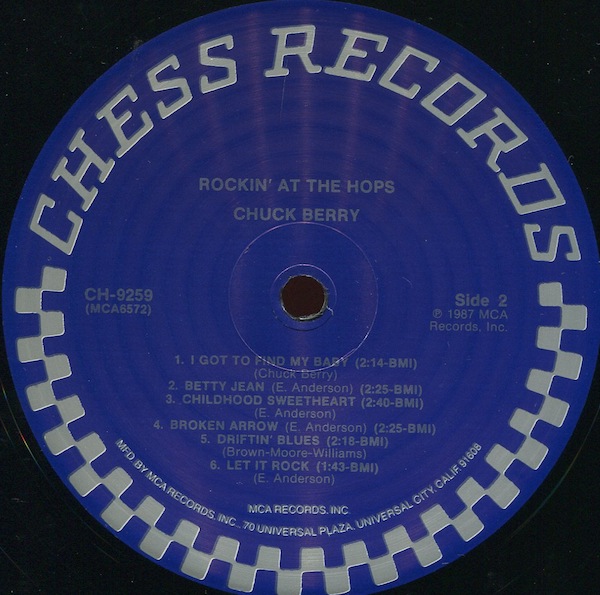 CHESS RECORDS
ROCKIN' AT THE HOPS
CHUCK BERRY
CH-9259
(MCA6572)
Side 2
℗ 1987 MCA
Records, Inc.
1. I GOT TO FIND MY BABY (2:14-BMI)
(Chuck Berry)
2. BETTY JEAN (E. Anderson) (2:25-BMI)
3. CHILDHOOD SWEETHEART (2:40-BMI)
(E. Anderson)
4. BROKEN ARROW (E. Anderson) (2:25-BMI)
5. DRIFTIN' BLUES (2:18-BMI)
(Brown-Moore-Williams)
6. LET IT ROCK (1:43-BMI)
(E. Anderson)
MCA RECORDS, INC.
MFD. BY MCA RECORDS, INC., 70 UNIVERSAL PLAZA, UNIVERSAL CITY, CALIF. 91608